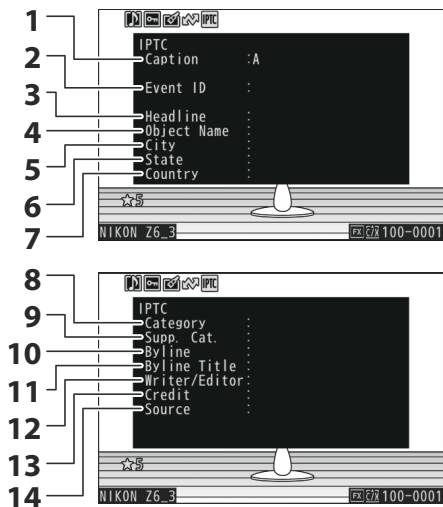 IPTC
1 Caption :A
2 Event ID :
3 Headline :
4 Object Name :
5 City :
6 State :
7 Country :
5
NIKON Z6_3 FX C/R 100-0001
IPTC
8 Category :
9 Supp. Cat. :
10 Byline :
11 Byline Title :
12 Writer/Editor:
13 Credit :
14 Source :
5
NIKON Z6_3 FX C/R 100-0001